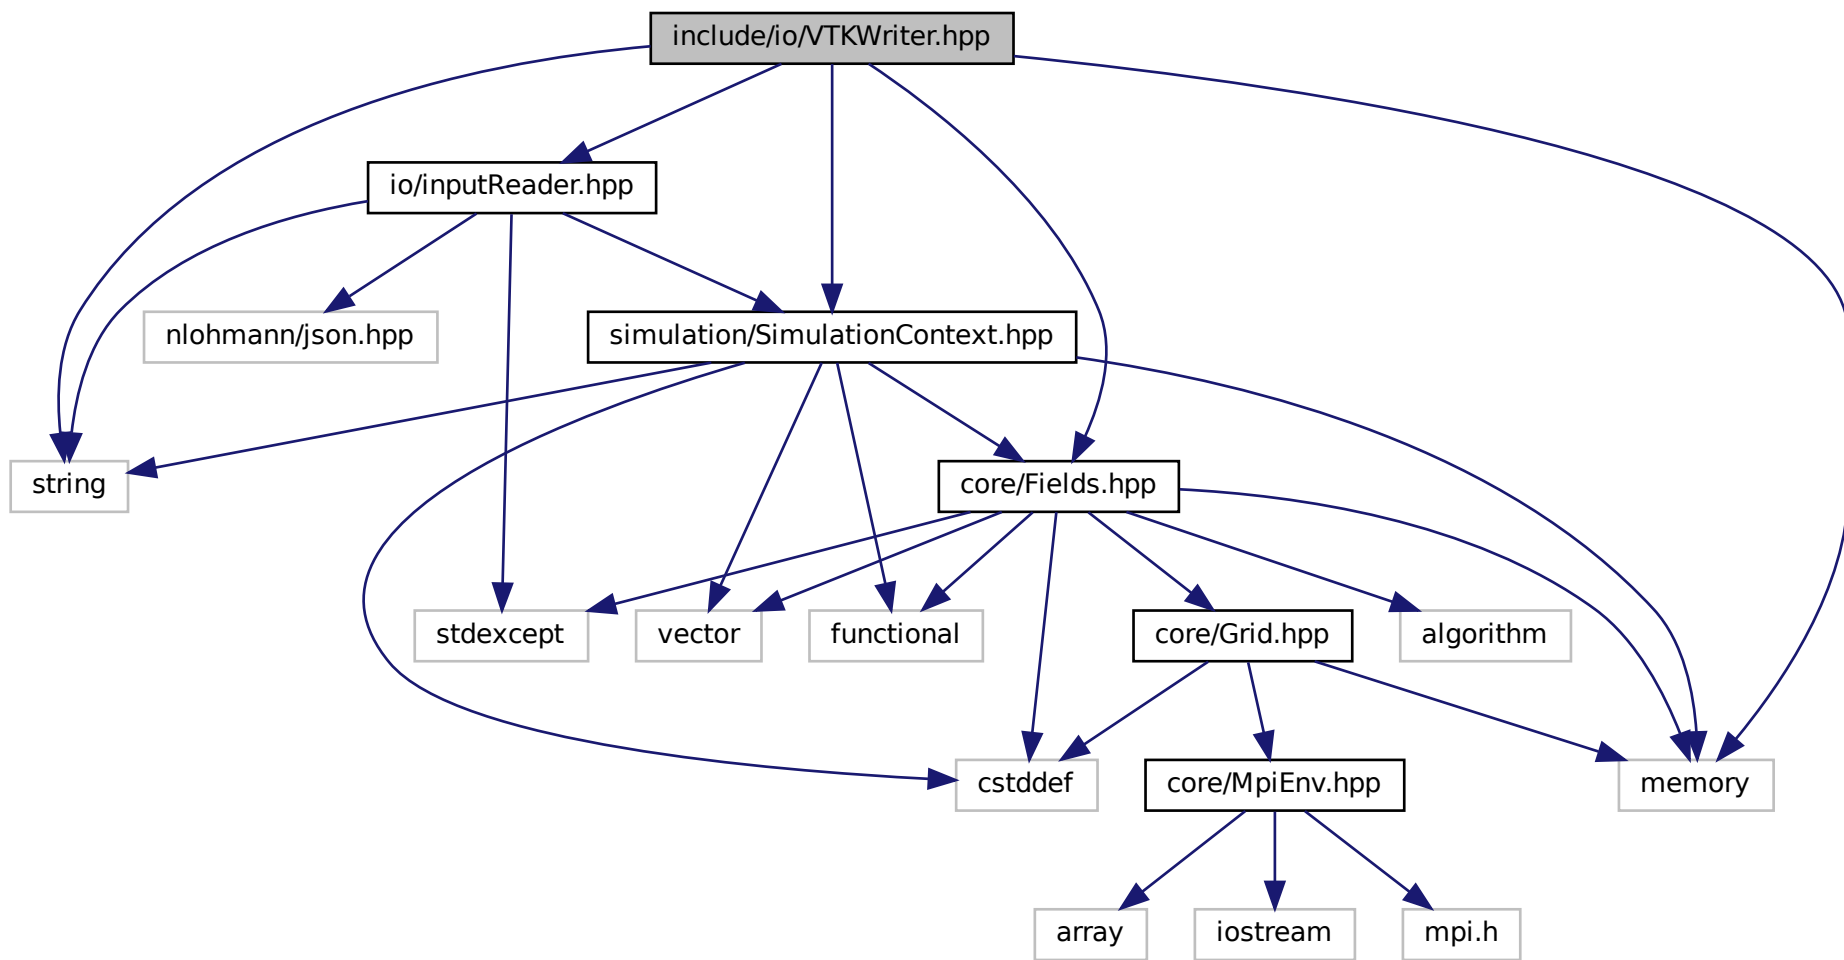 include/io/VTKWriter.hpp
io/inputReader.hpp
nlohmann/json.hpp
simulation/SimulationContext.hpp
string
core/Fields.hpp
stdexcept
vector
functional
core/Grid.hpp
algorithm
cstddef
core/MpiEnv.hpp
memory
array
iostream
mpi.h